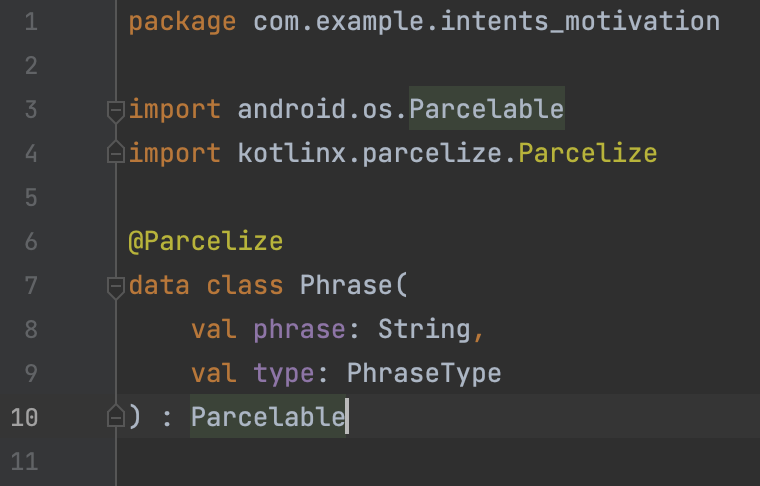 1 package com.example.intents_motivation
2
3 import android.os.Parcelable
4 import kotlinx.parcelize.Parcelize
5
6 @Parcelize
7 data class Phrase(
8     val phrase: String,
9     val type: PhraseType
10 ) : Parcelable
11